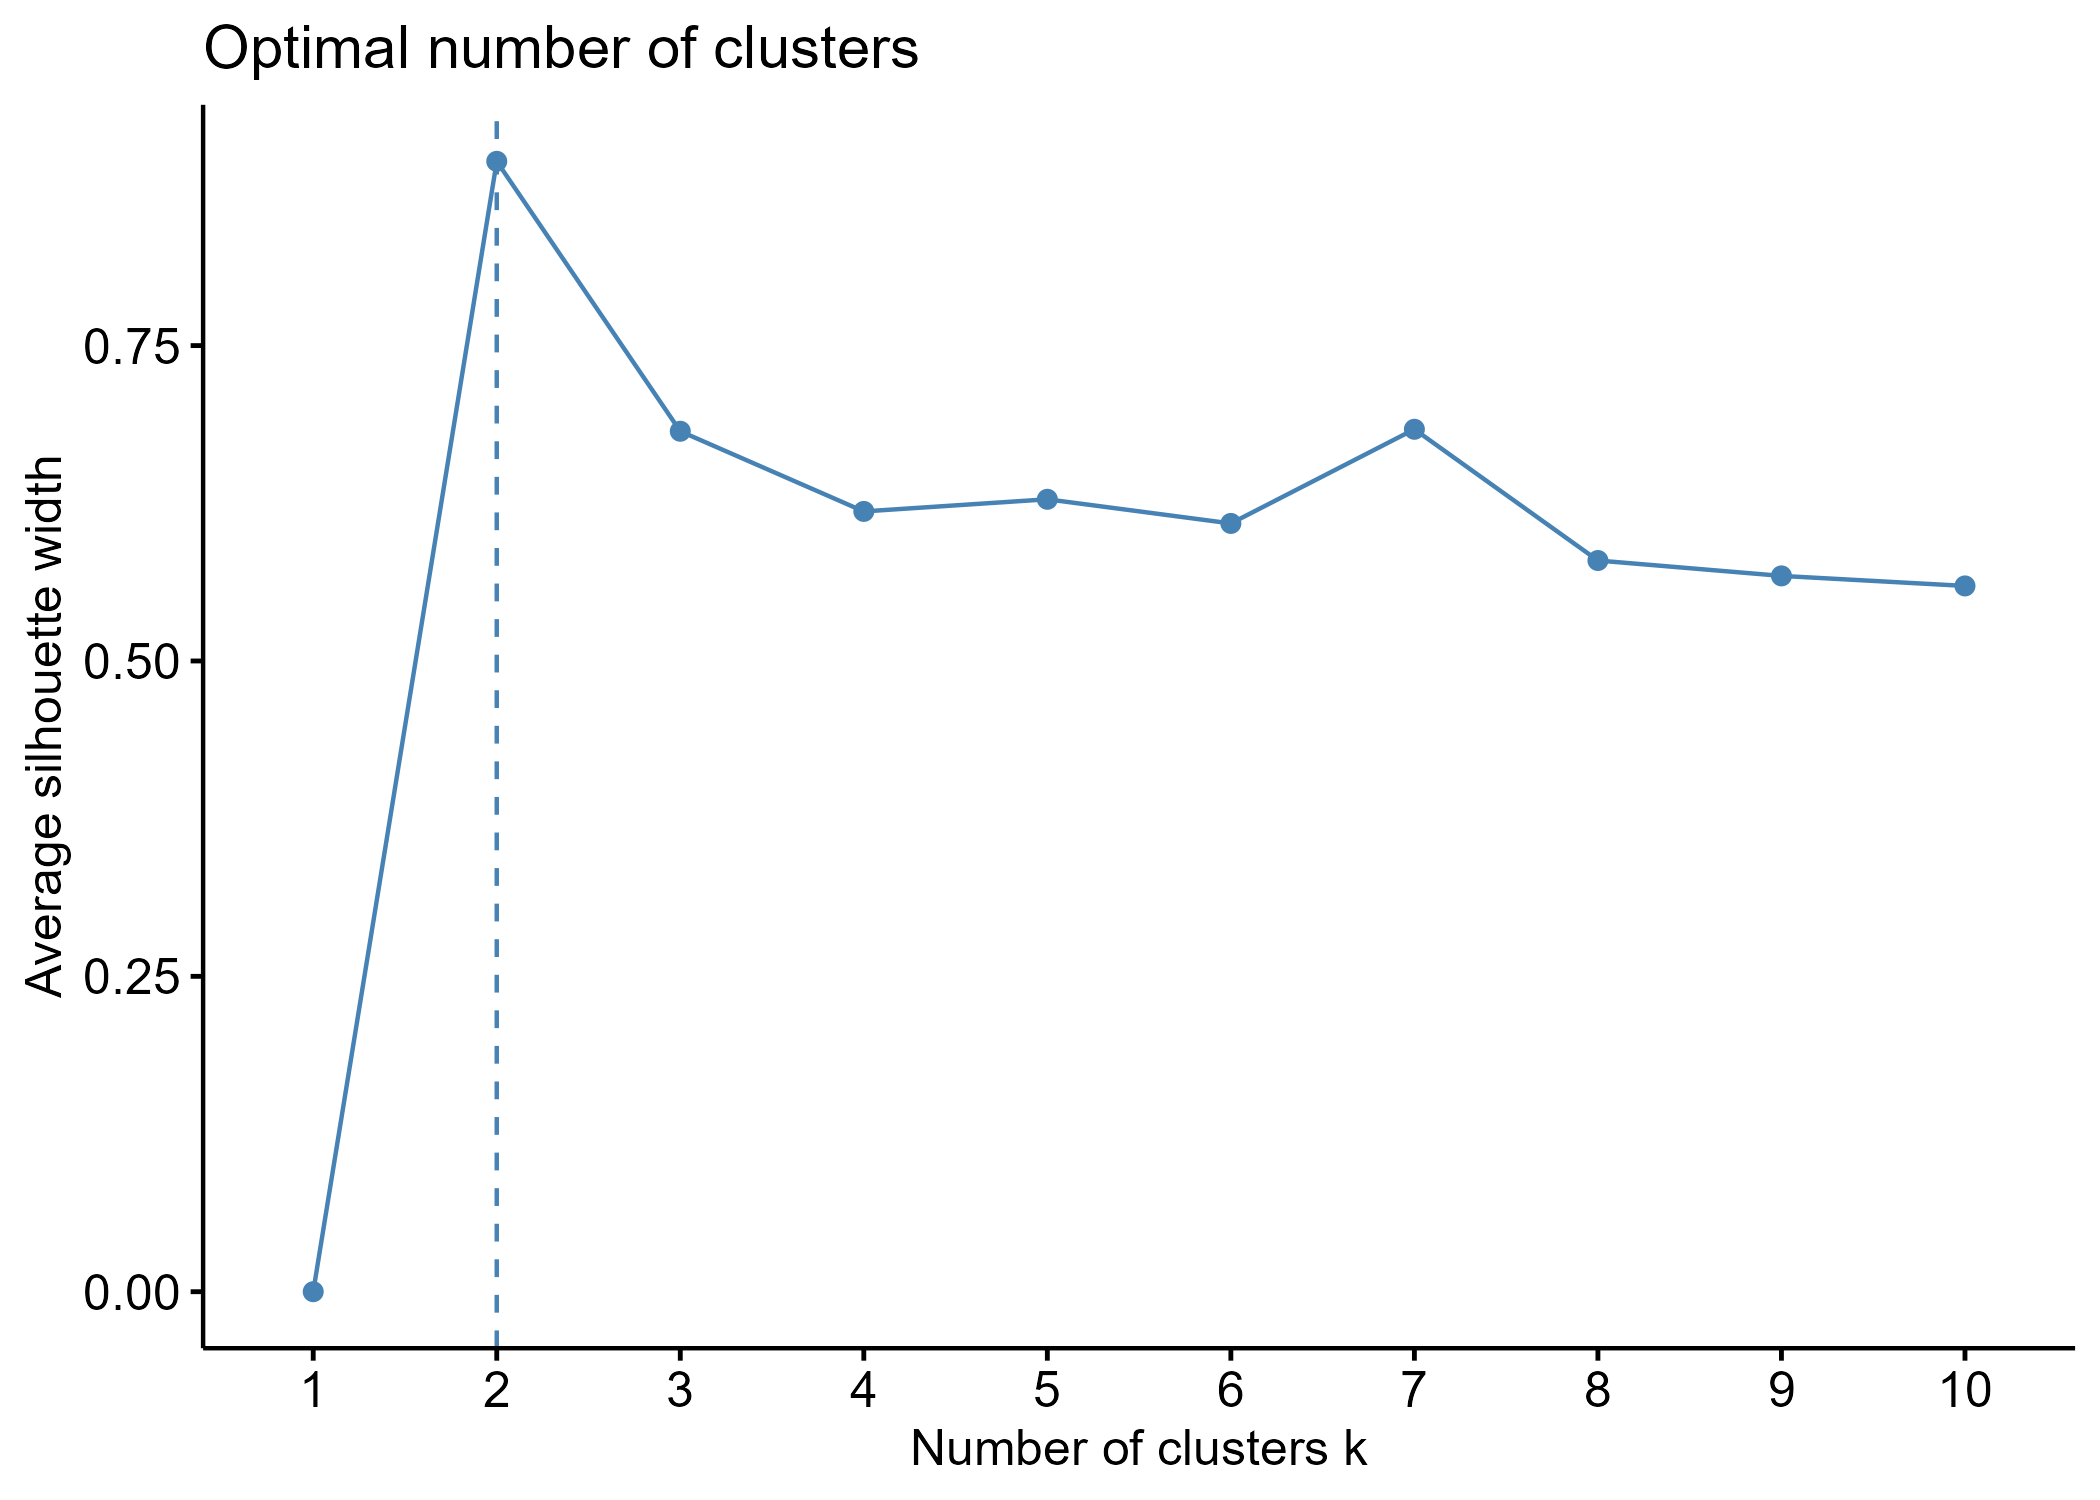 Optimal number of clusters
Average silhouette width
0.75
0.50
0.25
0.00
1 2 3 4 5 6 7 8 9 10
Number of clusters k